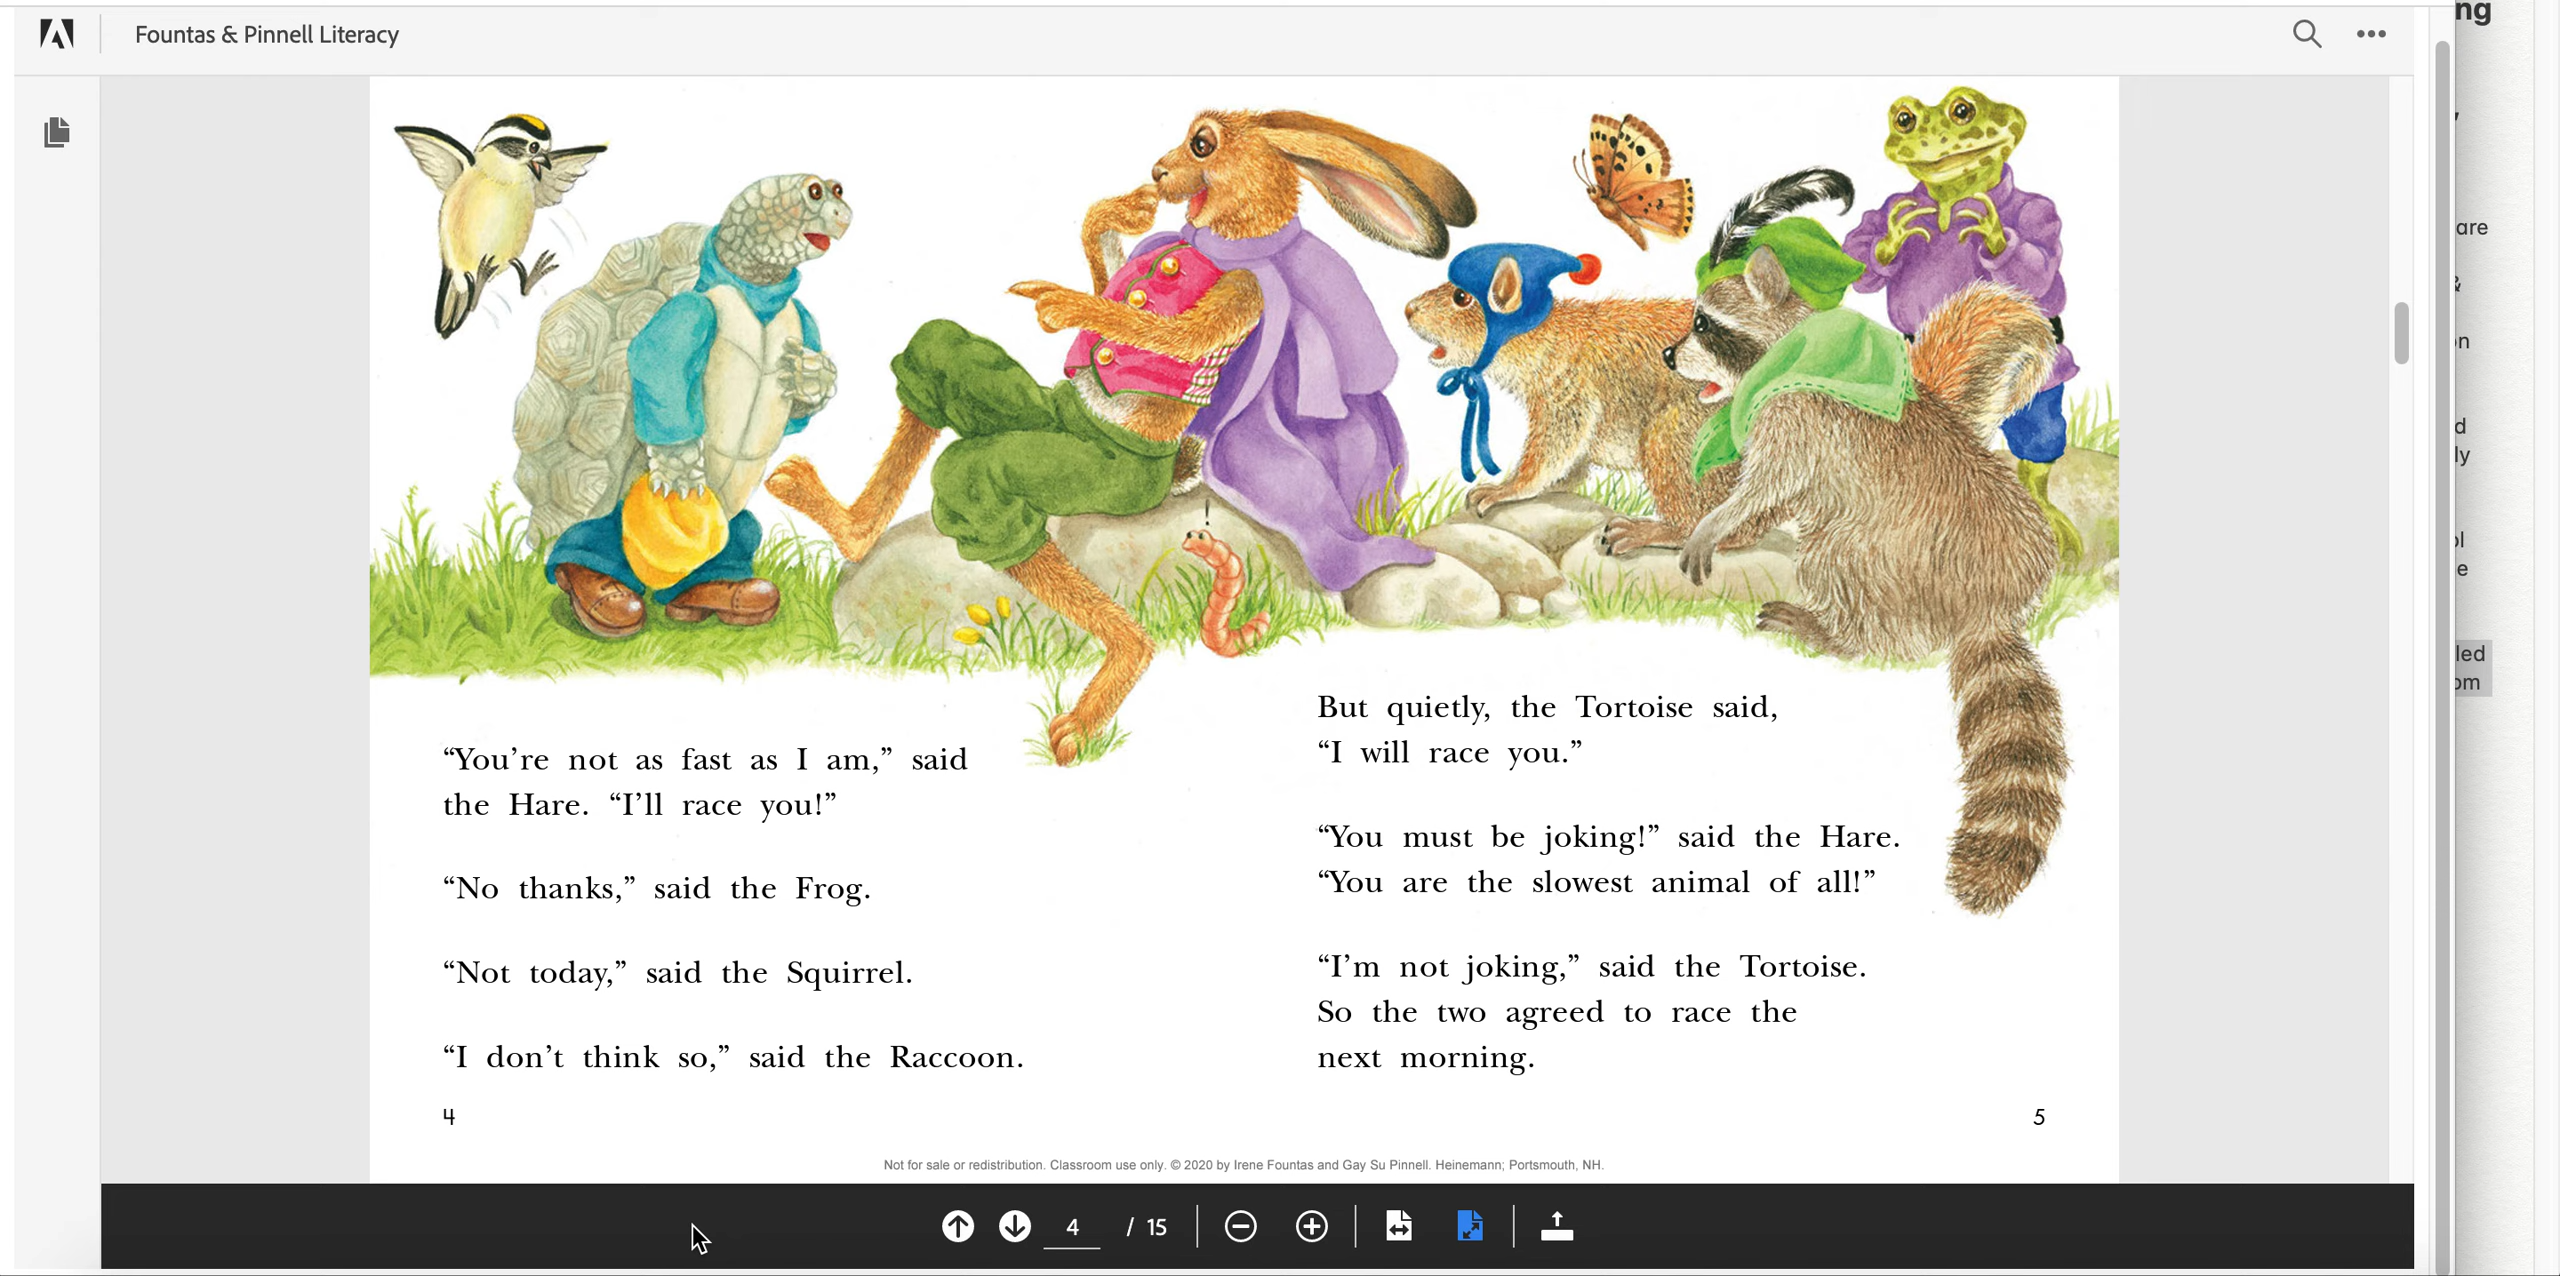 Fountas & Pinnell Literacy
“You’re not as fast as I am,” said
the Hare. “I’ll race you!”
“No thanks,” said the Frog.
“Not today,” said the Squirrel.
“I don’t think so,” said the Raccoon.
4
!
But quietly, the Tortoise said,
“I will race you.”
“You must be joking!” said the Hare.
“You are the slowest animal of all!”
“I’m not joking,” said the Tortoise.
So the two agreed to race the
next morning.
5
Not for sale or redistribution. Classroom use only. © 2020 by Irene Fountas and Gay Su Pinnell. Heinemann; Portsmouth, NH.
4 / 15